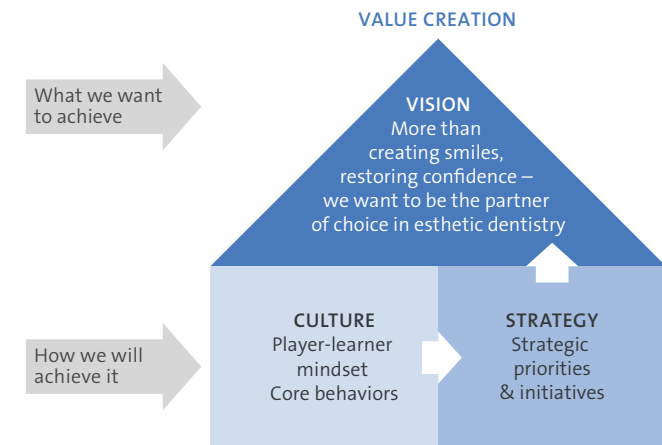 VALUE CREATION
What we want
to achieve
VISION
More than
creating smiles,
restoring confidence –
we want to be the partner
of choice in esthetic dentistry
How we will
achieve it
CULTURE
Player-learner
mindset
Core behaviors
STRATEGY
Strategic
priorities
& initiatives